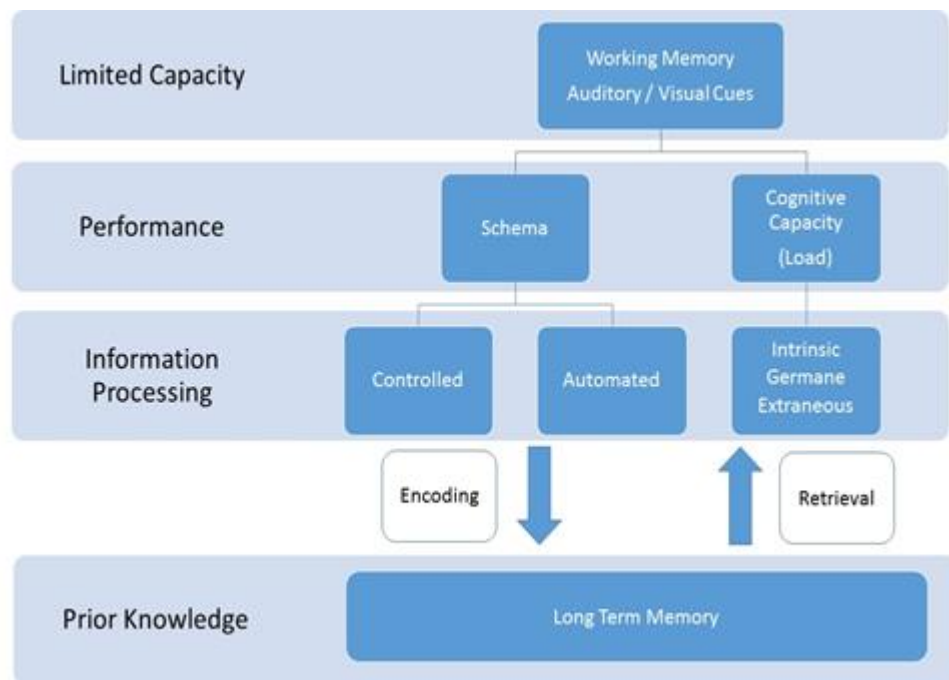 Limited Capacity
Working Memory
Auditory / Visual Cues
Performance
Schema
Cognitive
Capacity
(Load)
Information
Processing
Controlled
Automated
Intrinsic
Germane
Extraneous
Encoding
Retrieval
Prior Knowledge
Long Term Memory